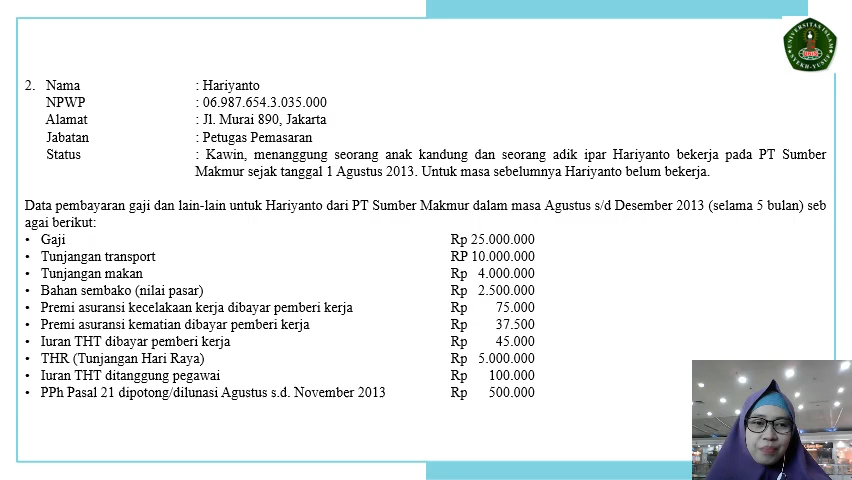 UNIVERSITAS ISLAM
SYEKH-YUSUF
2. Nama : Hariyanto
NPWP : 06.987.654.3.035.000
Alamat : Jl. Murai 890, Jakarta
Jabatan : Petugas Pemasaran
Status : Kawin, menanggung seorang anak kandung dan seorang adik ipar Hariyanto bekerja pada PT Sumber
Makmur sejak tanggal 1 Agustus 2013. Untuk masa sebelumnya Hariyanto belum bekerja.
Data pembayaran gaji dan lain-lain untuk Hariyanto dari PT Sumber Makmur dalam masa Agustus s/d Desember 2013 (selama 5 bulan) seb
agai berikut:
• Gaji Rp 25.000.000
• Tunjangan transport RP 10.000.000
• Tunjangan makan Rp 4.000.000
• Bahan sembako (nilai pasar) Rp 2.500.000
• Premi asuransi kecelakaan kerja dibayar pemberi kerja Rp 75.000
• Premi asuransi kematian dibayar pemberi kerja Rp 37.500
• Iuran THT dibayar pemberi kerja Rp 45.000
• THR (Tunjangan Hari Raya) Rp 5.000.000
• Iuran THT ditanggung pegawai Rp 100.000
• PPh Pasal 21 dipotong/dilunasi Agustus s.d. November 2013 Rp 500.000